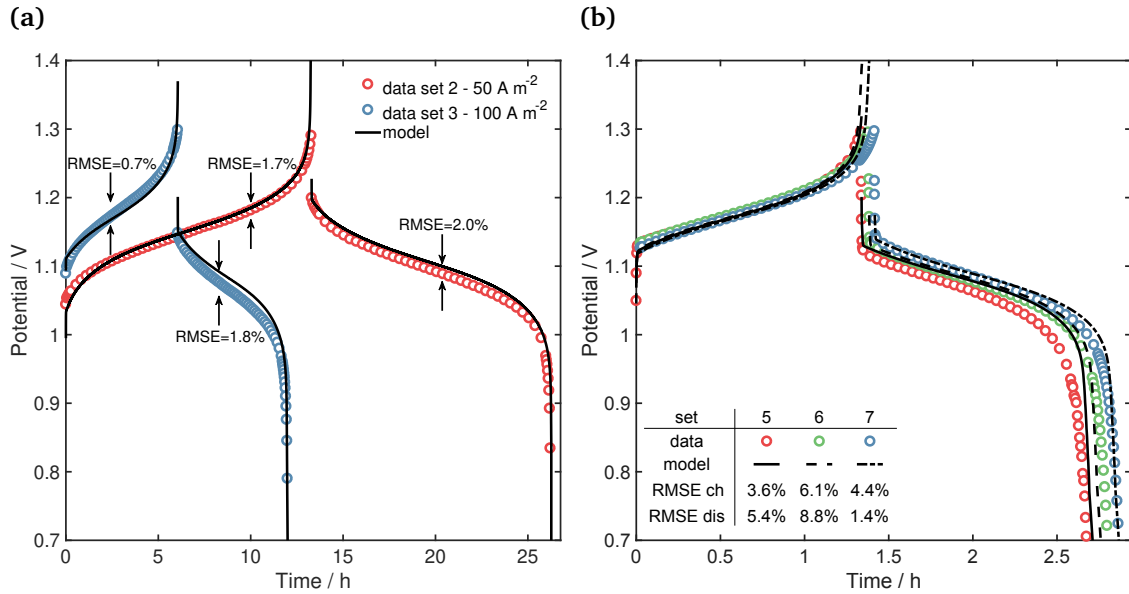 (a)
1.4
1.3
1.2
1.1
1
0.9
0.8
0.7
0
5
10
15
20
25
Potential / V
Time / h
data set 2 - 50 A m-2
data set 3 - 100 A m-2
model
RMSE=0.7%
RMSE=1.7%
RMSE=2.0%
RMSE=1.8%
(b)
1.4
1.3
1.2
1.1
1
0.9
0.8
0.7
0
0.5
1
1.5
2
2.5
Potential / V
Time / h
set 5 6 7
data
model
RMSE ch 3.6% 6.1% 4.4%
RMSE dis 5.4% 8.8% 1.4%